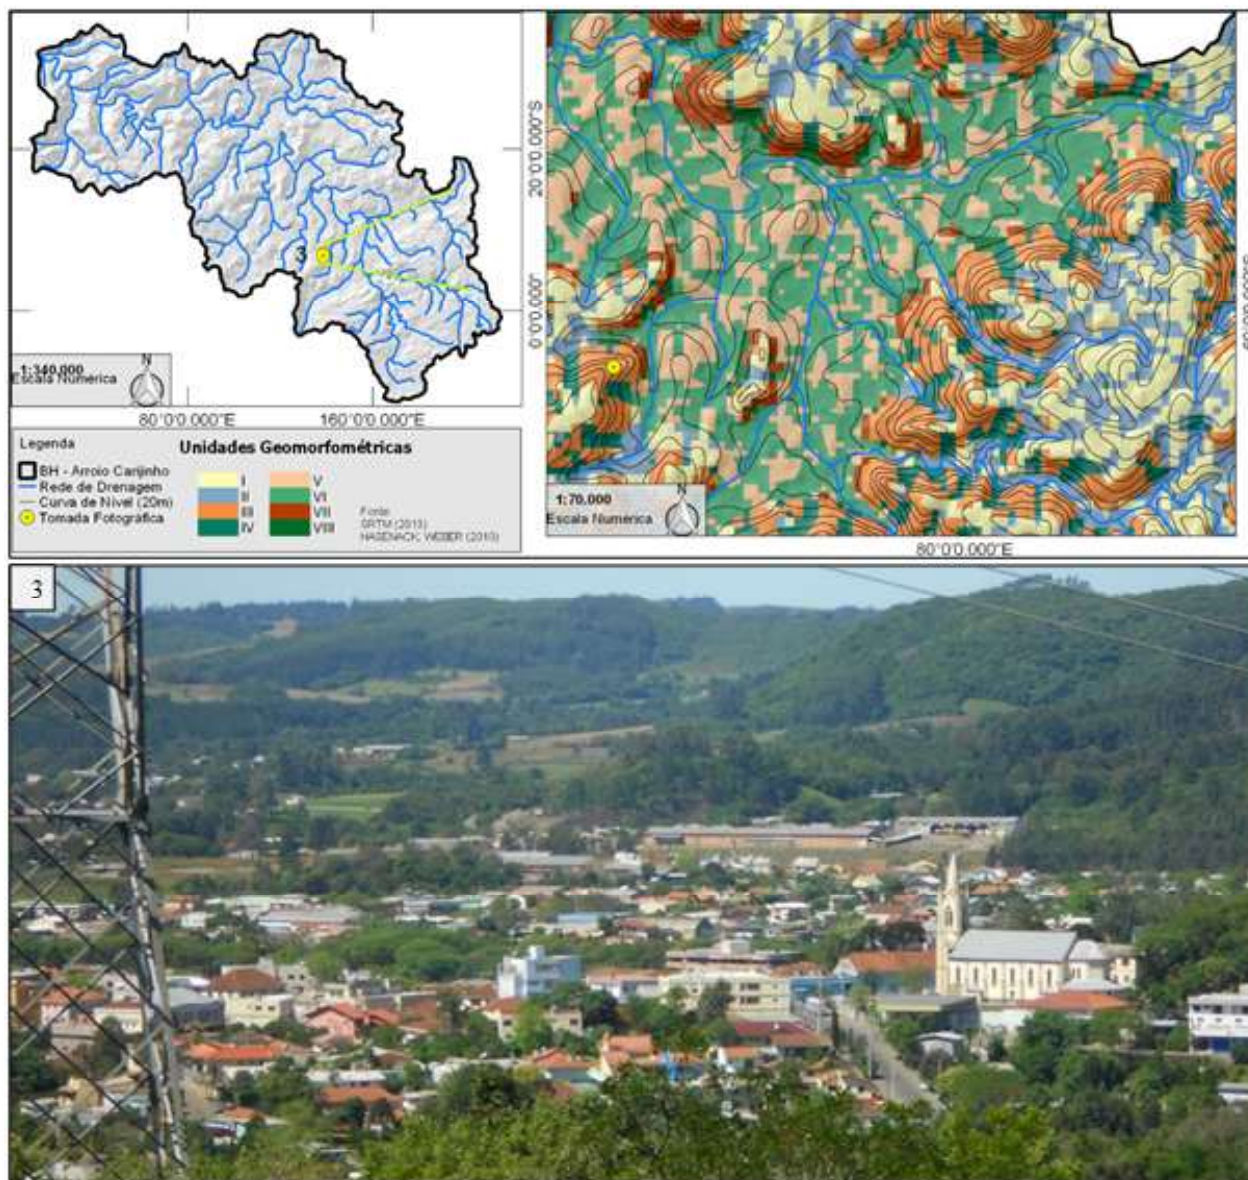 3
1:340.000
Escala Numérica
N
80°0'0.000"E
160°0'0.000"E
Legenda
BH - Arroio Carijinho
Rede de Drenagem
Curva de Nível (20m)
Tomada Fotográfica
Unidades Geomorfométricas
I
II
III
IV
V
VI
VII
VIII
Fonte
SRTM (2013)
HASENACK; WEBER (2010)
20°0'0.000"S
0°0'0.000"
1:70.000
Escala Numérica
N
80°0'0.000"E
3